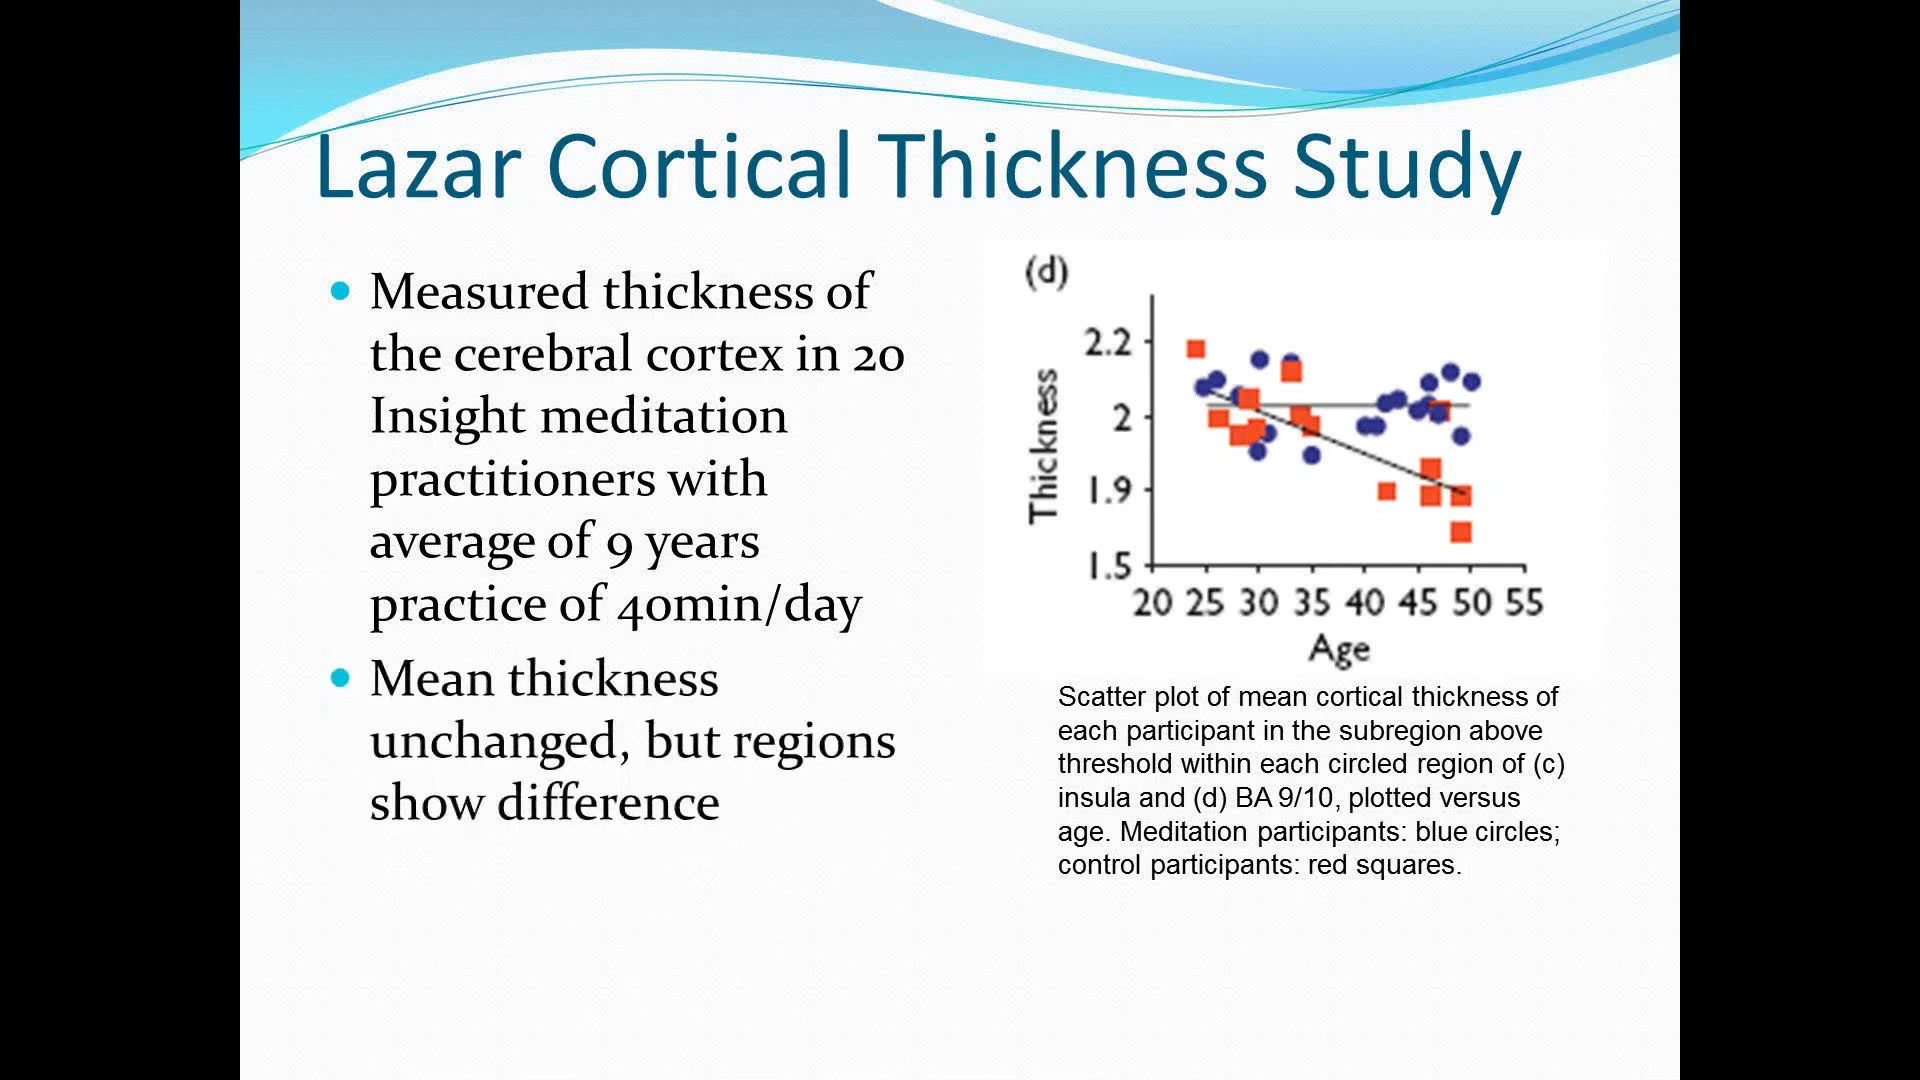 Lazar Cortical Thickness Study
• Measured thickness of
the cerebral cortex in 20
Insight meditation
practitioners with
average of 9 years
practice of 40min/day
• Mean thickness
unchanged, but regions
show difference
(d)
Thickness
2.2
2
1.9
1.5
20 25 30 35 40 45 50 55
Age
Scatter plot of mean cortical thickness of
each participant in the subregion above
threshold within each circled region of (c)
insula and (d) BA 9/10, plotted versus
age. Meditation participants: blue circles;
control participants: red squares.